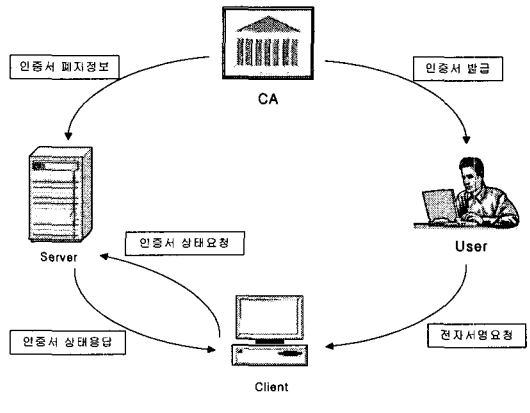 인증서 폐지정보
인증서 발급
CA
Server
인증서 상태요청
User
인증서 상태응답
전자서명요청
Client